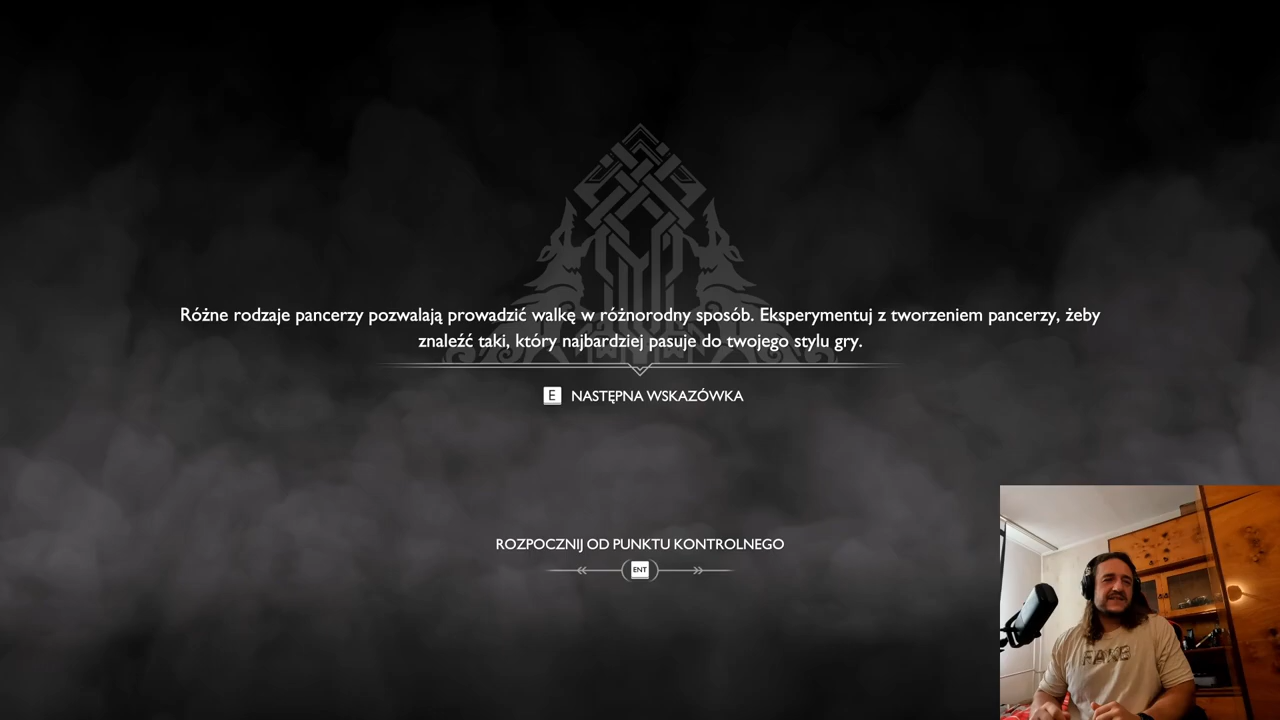 Różne rodzaje pancerzy pozwalają prowadzić walkę w różnorodny sposób. Eksperymentuj z tworzeniem pancerzy, żeby
znaleźć taki, który najbardziej pasuje do twojego stylu gry.
E NASTĘPNA WSKAZÓWKA
ROZPOCZNIJ OD PUNKTU KONTROLNEGO
ENT
FAKE